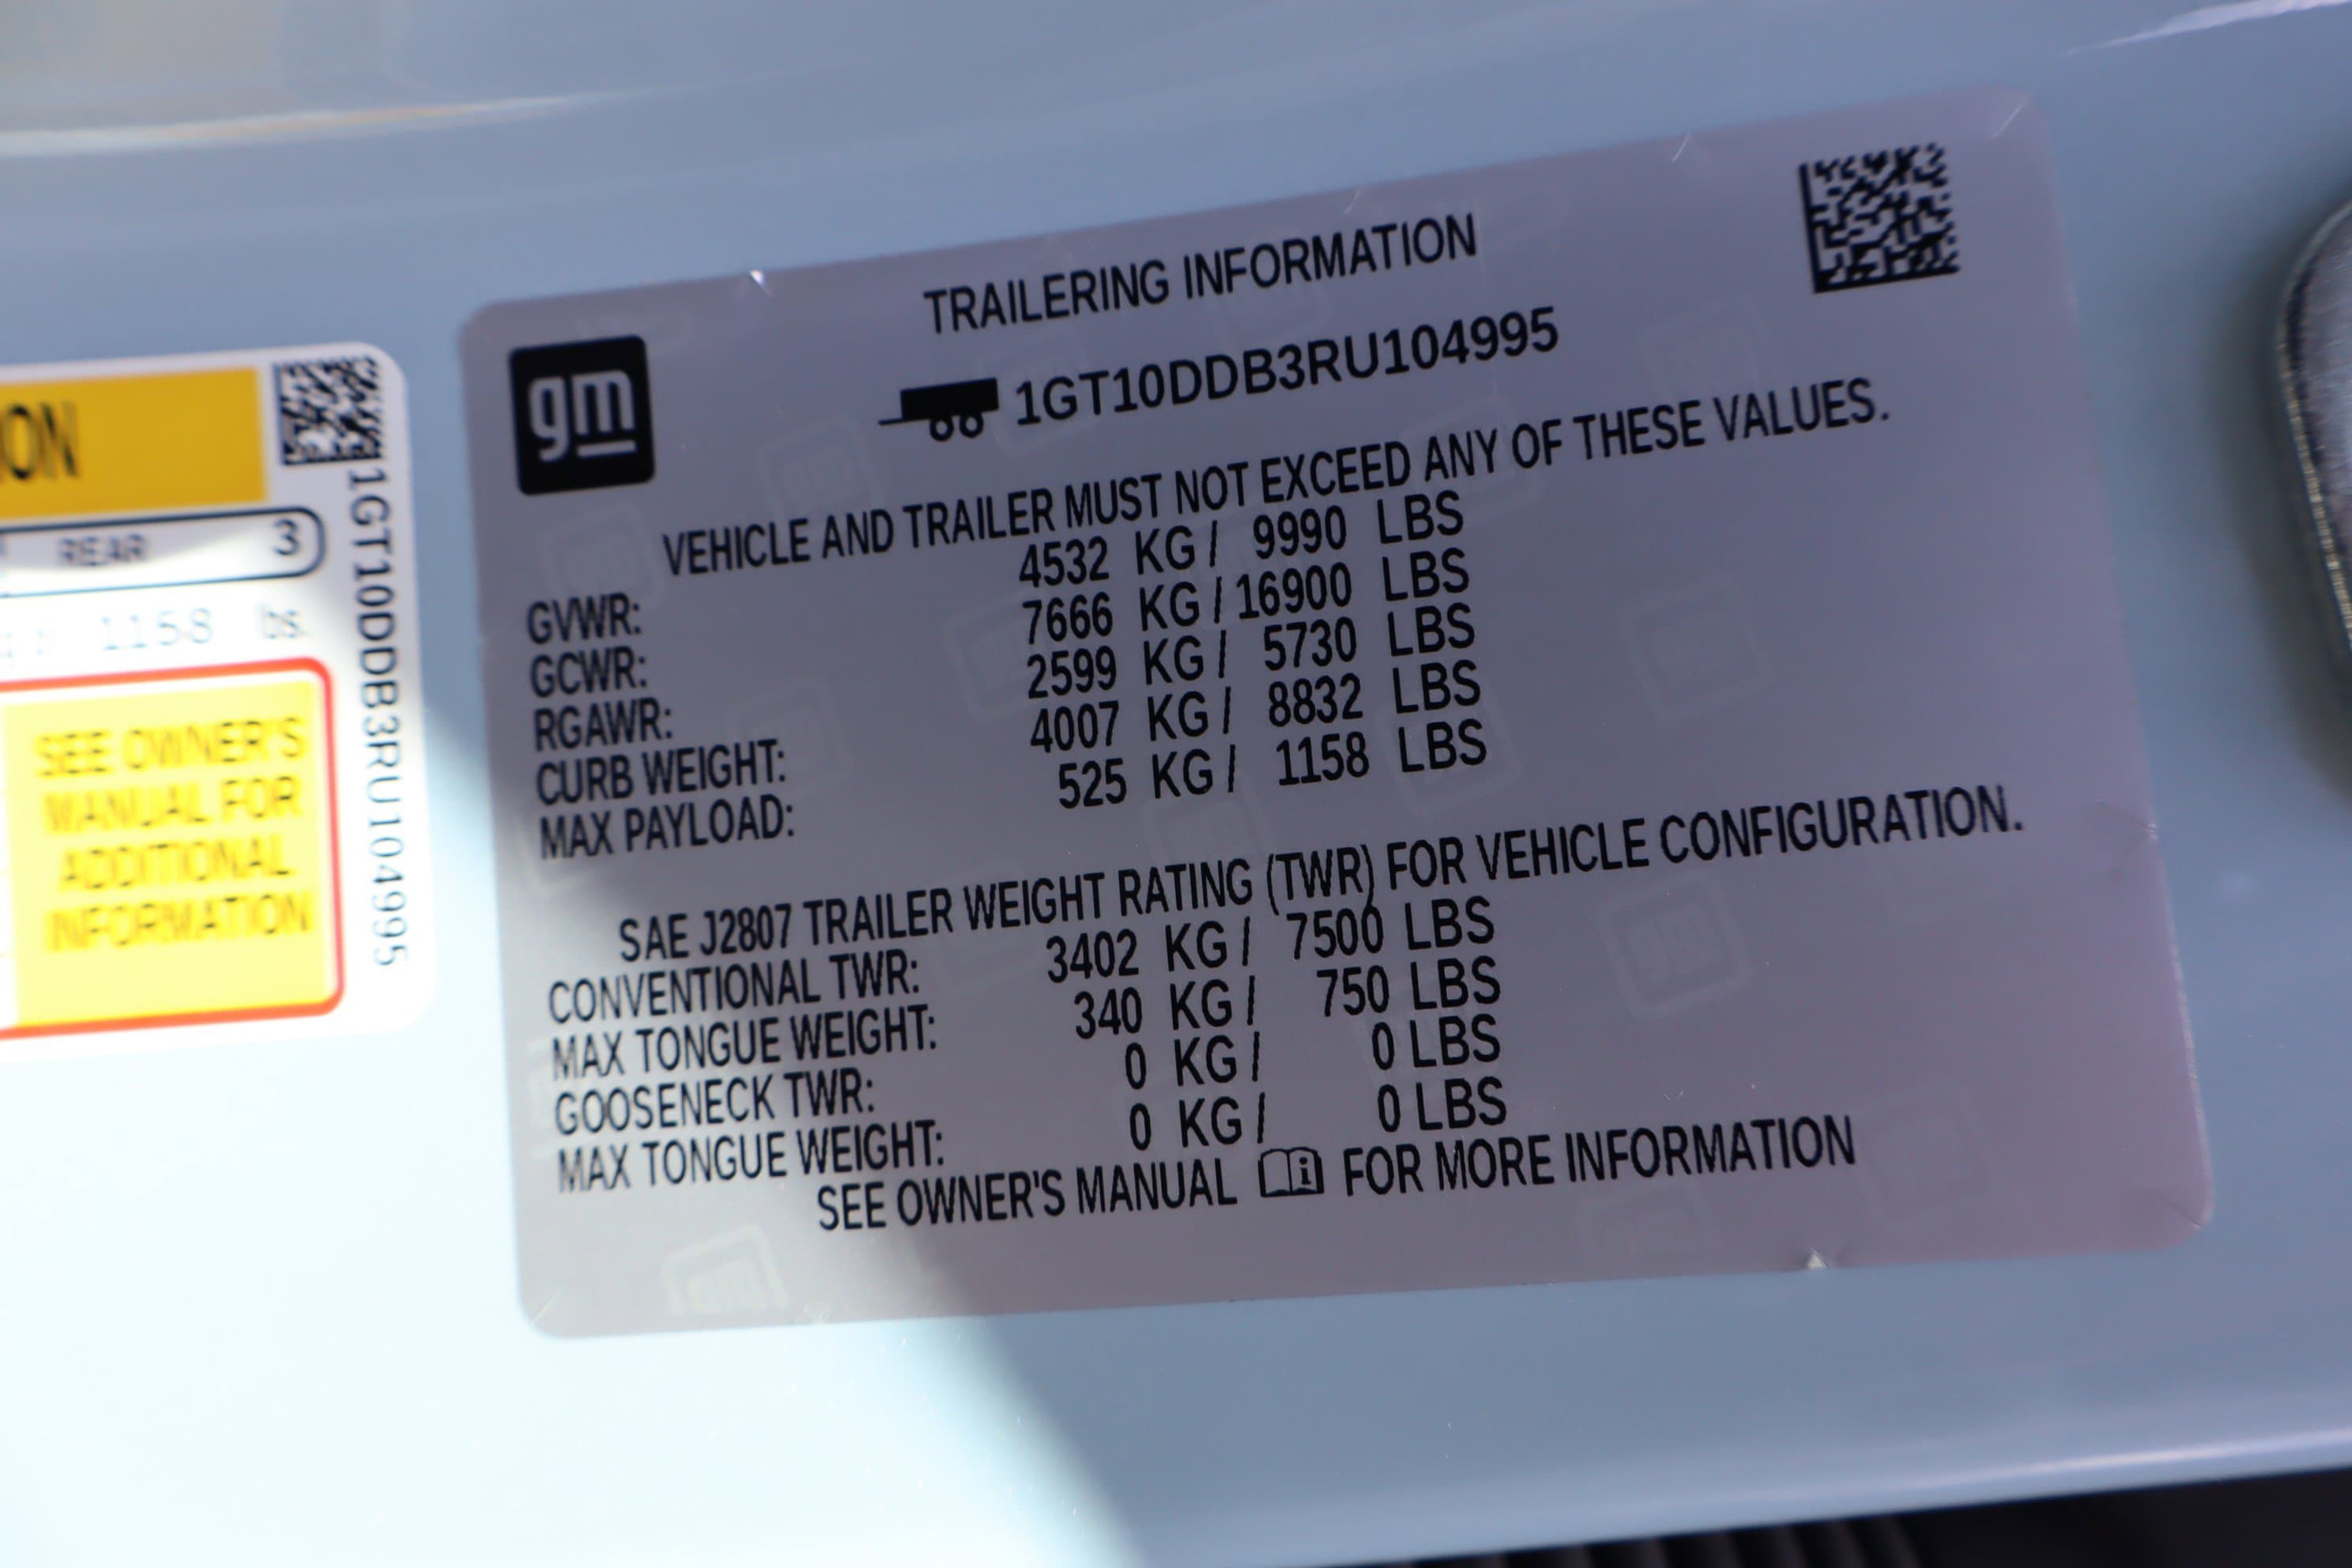 ON
REAR 3
1158 lbs.
SEE OWNER'S
MANUAL FOR
ADDITIONAL
INFORMATION
1GT10DDB3RU104995
gm
TRAILERING INFORMATION
1GT10DDB3RU104995
VEHICLE AND TRAILER MUST NOT EXCEED ANY OF THESE VALUES.
GVWR: 4532 KG/ 9990 LBS
GCWR: 7666 KG/16900 LBS
RGAWR: 2599 KG/ 5730 LBS
CURB WEIGHT: 4007 KG/ 8832 LBS
MAX PAYLOAD: 525 KG/ 1158 LBS
SAE J2807 TRAILER WEIGHT RATING (TWR) FOR VEHICLE CONFIGURATION.
CONVENTIONAL TWR: 3402 KG/ 7500 LBS
MAX TONGUE WEIGHT: 340 KG/ 750 LBS
GOOSENECK TWR: 0 KG/ 0 LBS
MAX TONGUE WEIGHT: 0 KG/ 0 LBS
SEE OWNER'S MANUAL FOR MORE INFORMATION